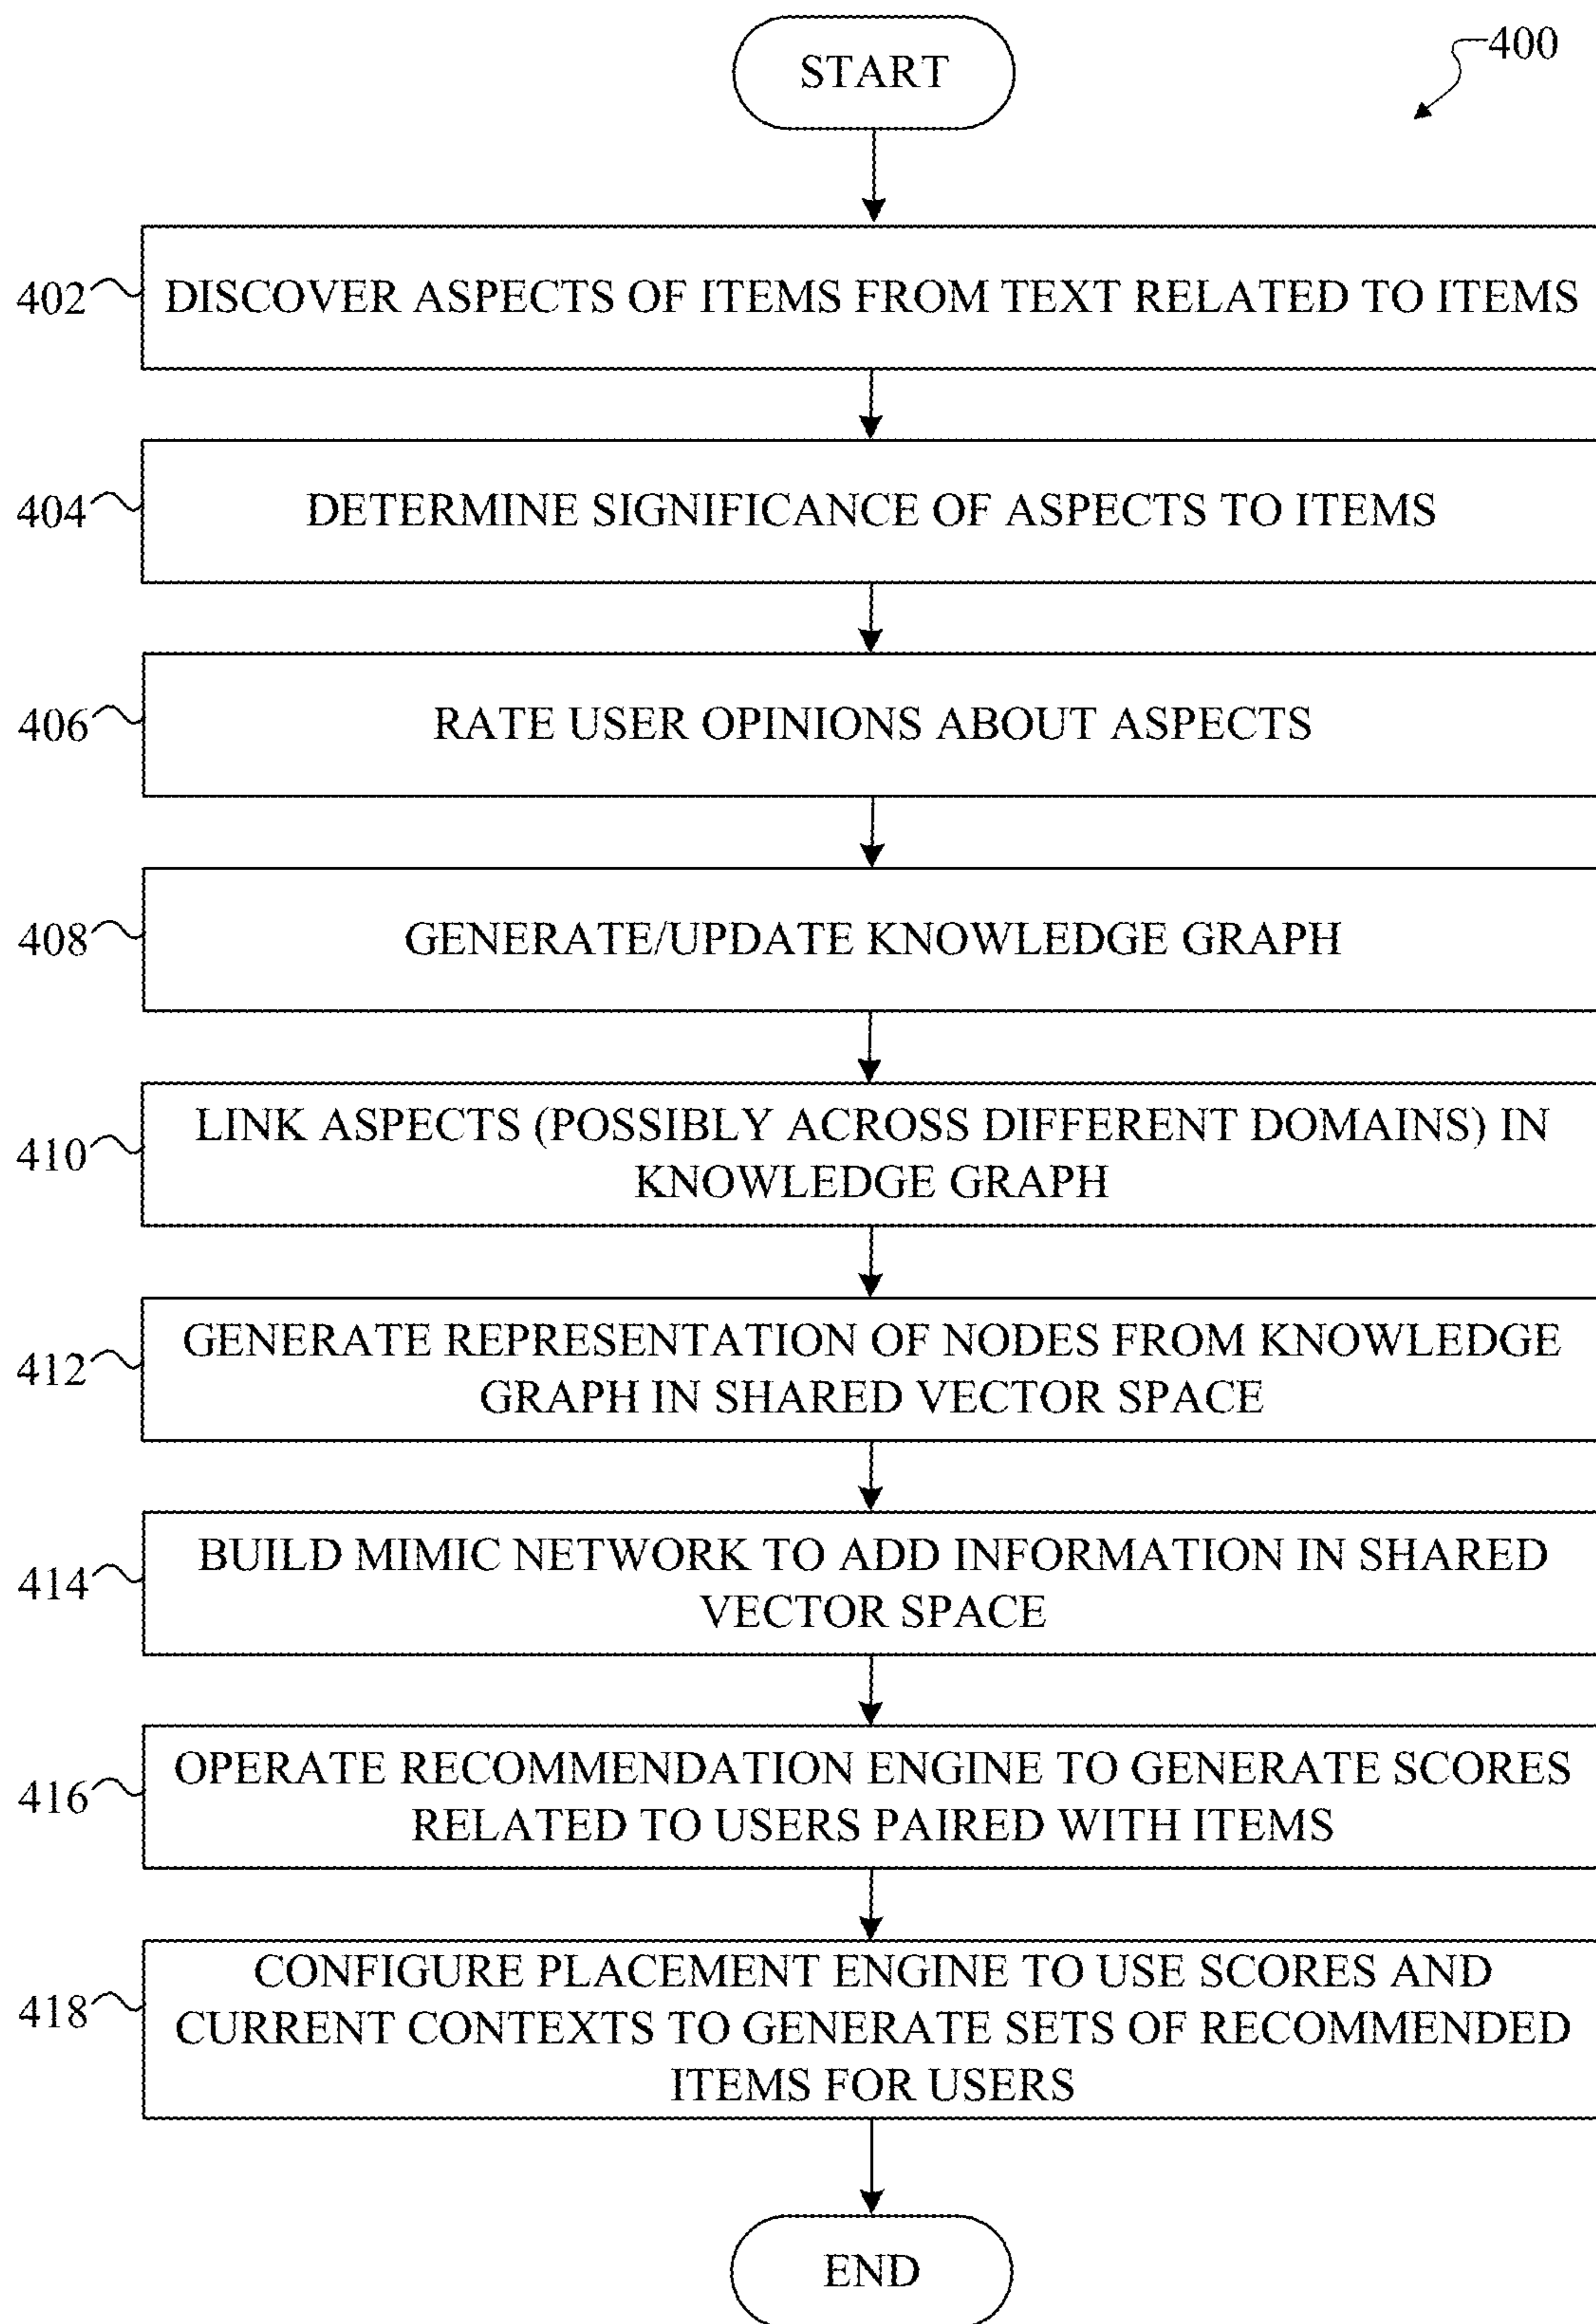 START
400
402
DISCOVER ASPECTS OF ITEMS FROM TEXT RELATED TO ITEMS
404
DETERMINE SIGNIFICANCE OF ASPECTS TO ITEMS
406
RATE USER OPINIONS ABOUT ASPECTS
408
GENERATE/UPDATE KNOWLEDGE GRAPH
410
LINK ASPECTS (POSSIBLY ACROSS DIFFERENT DOMAINS) IN
KNOWLEDGE GRAPH
412
GENERATE REPRESENTATION OF NODES FROM KNOWLEDGE
GRAPH IN SHARED VECTOR SPACE
414
BUILD MIMIC NETWORK TO ADD INFORMATION IN SHARED
VECTOR SPACE
416
OPERATE RECOMMENDATION ENGINE TO GENERATE SCORES
RELATED TO USERS PAIRED WITH ITEMS
418
CONFIGURE PLACEMENT ENGINE TO USE SCORES AND
CURRENT CONTEXTS TO GENERATE SETS OF RECOMMENDED
ITEMS FOR USERS
END